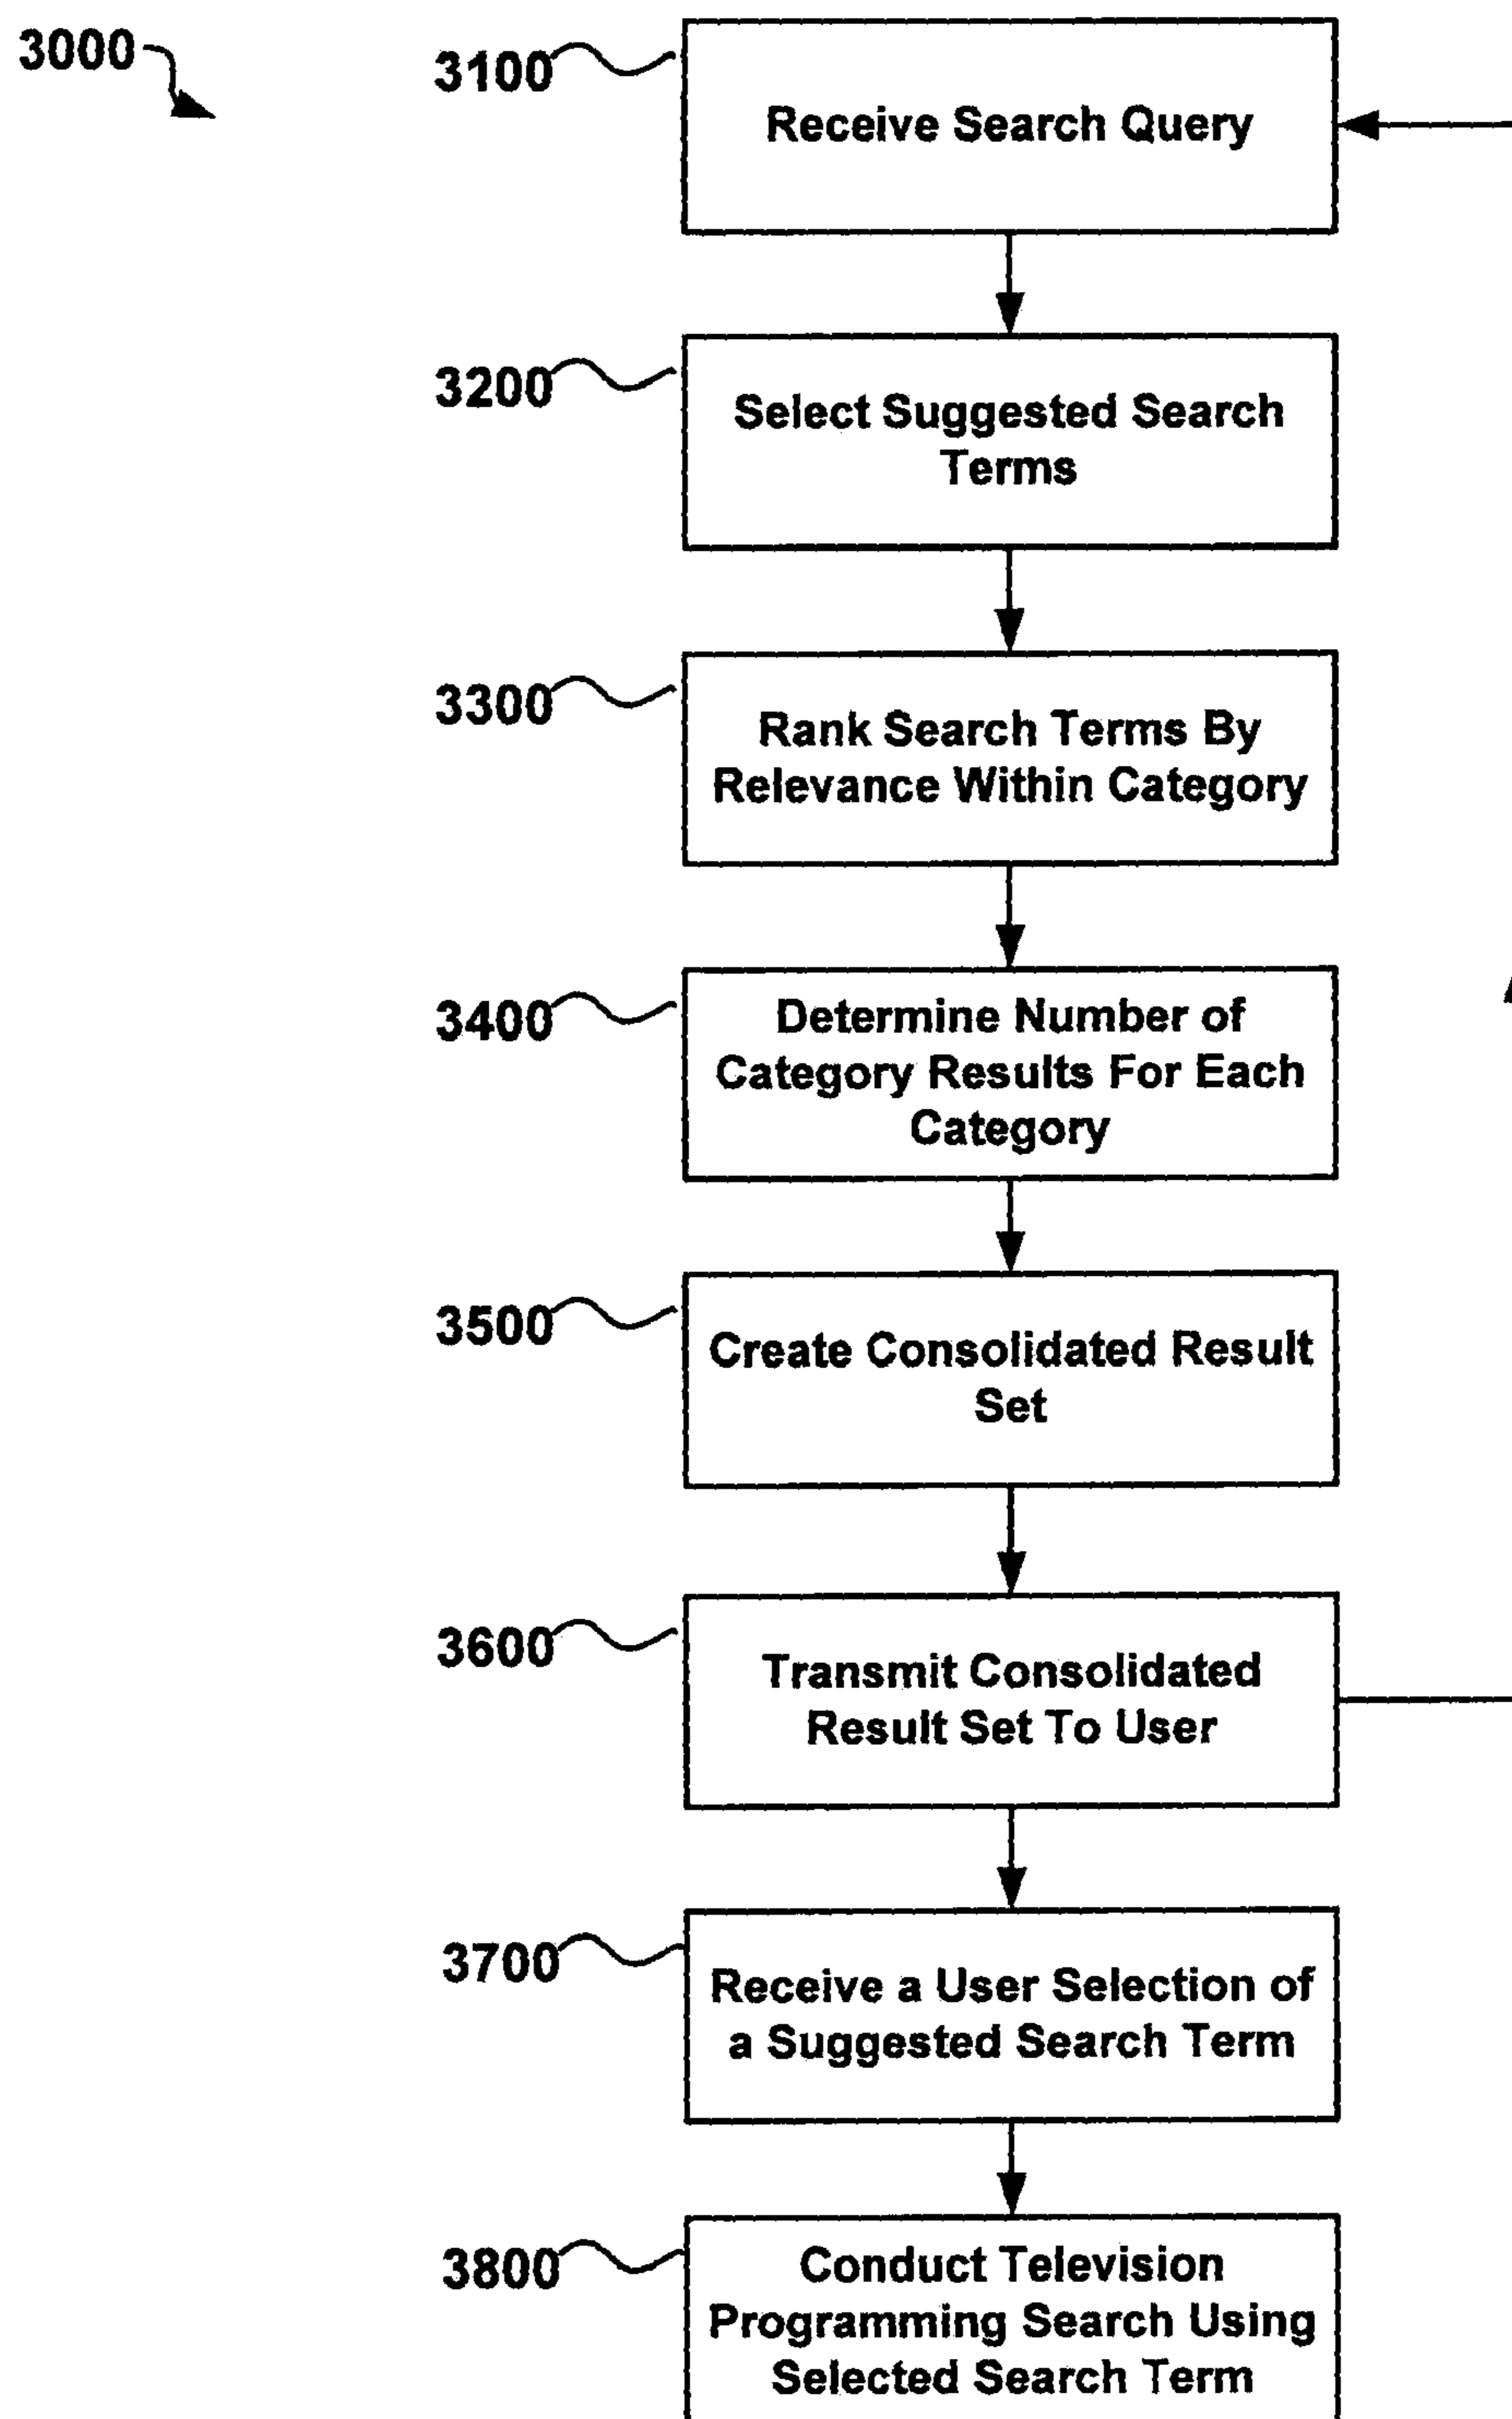 3000
3100
Receive Search Query
3200
Select Suggested Search
Terms
3300
Rank Search Terms By
Relevance Within Category
3400
Determine Number of
Category Results For Each
Category
3500
Create Consolidated Result
Set
3600
Transmit Consolidated
Result Set To User
3700
Receive a User Selection of
a Suggested Search Term
3800
Conduct Television
Programming Search Using
Selected Search Term